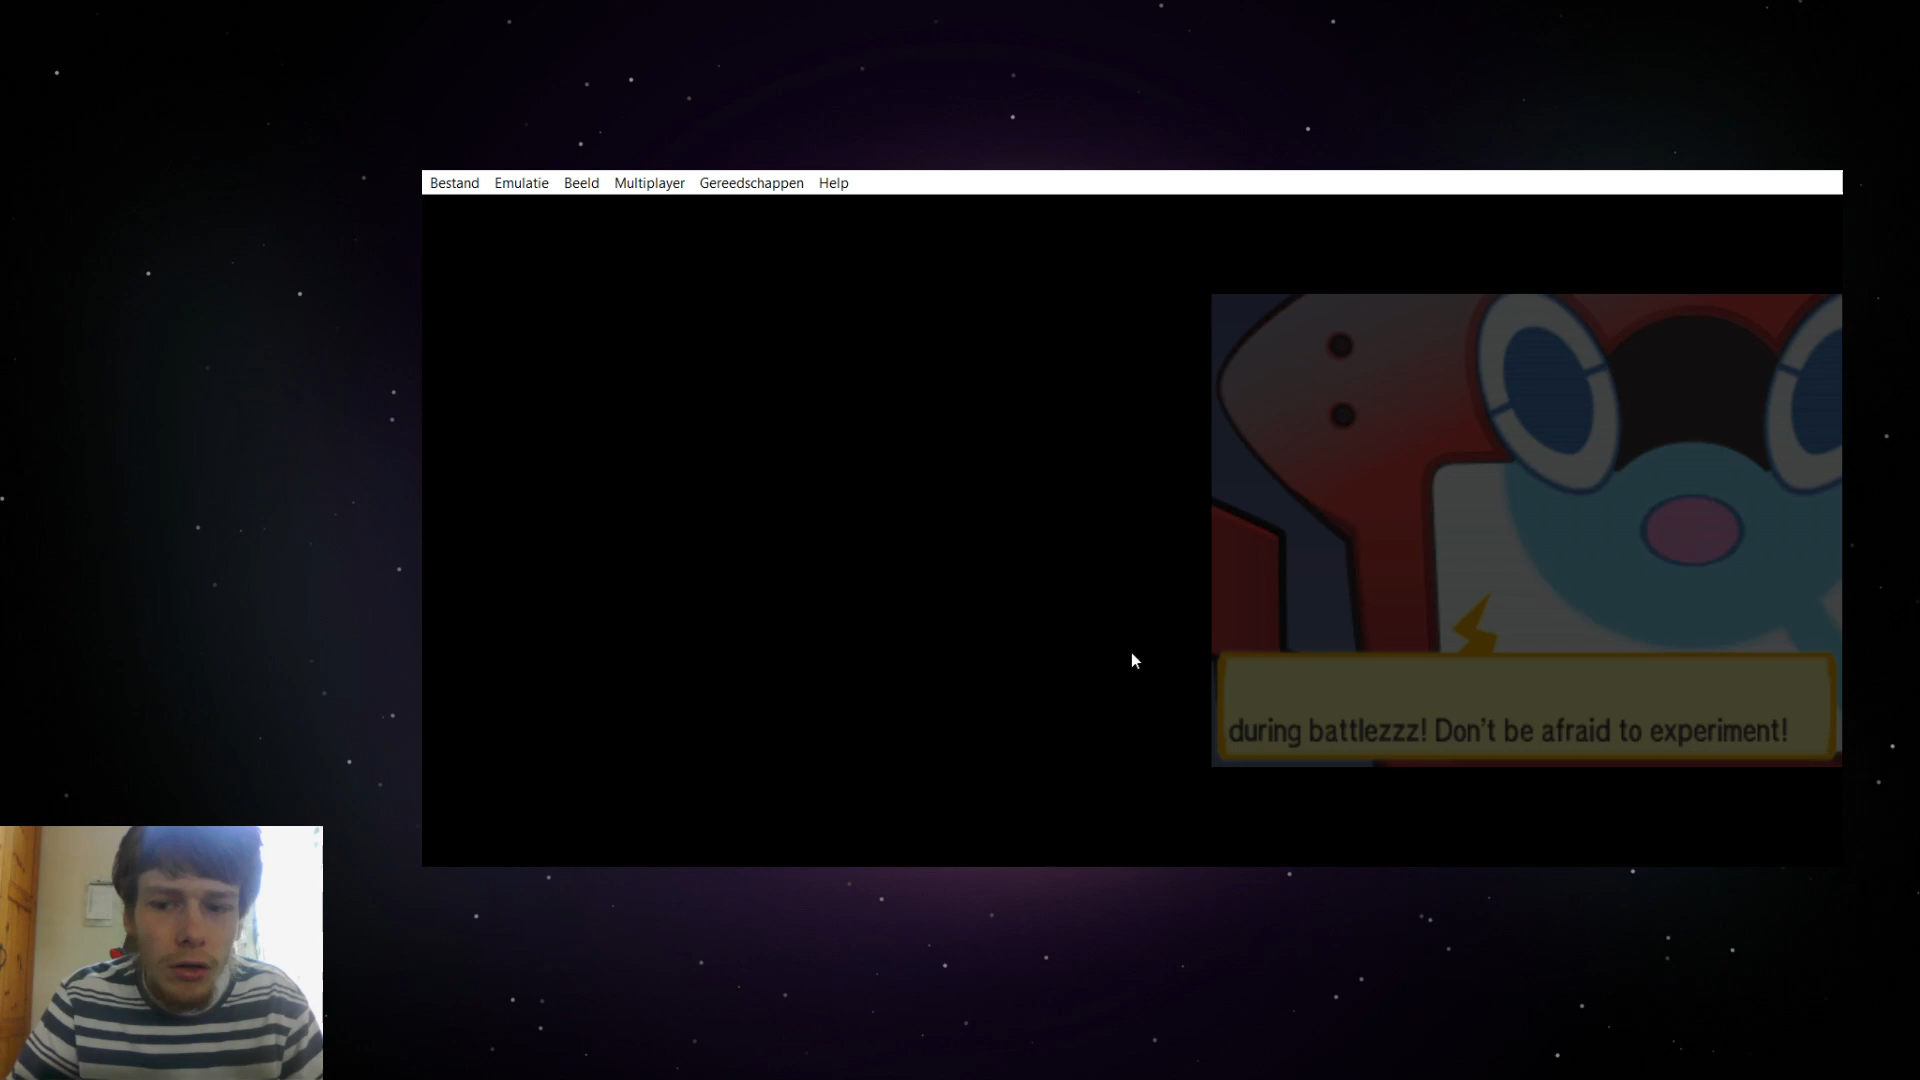 Bestand Emulatie Beeld Multiplayer Gereedschappen Help
during battlezzz! Don't be afraid to experiment!